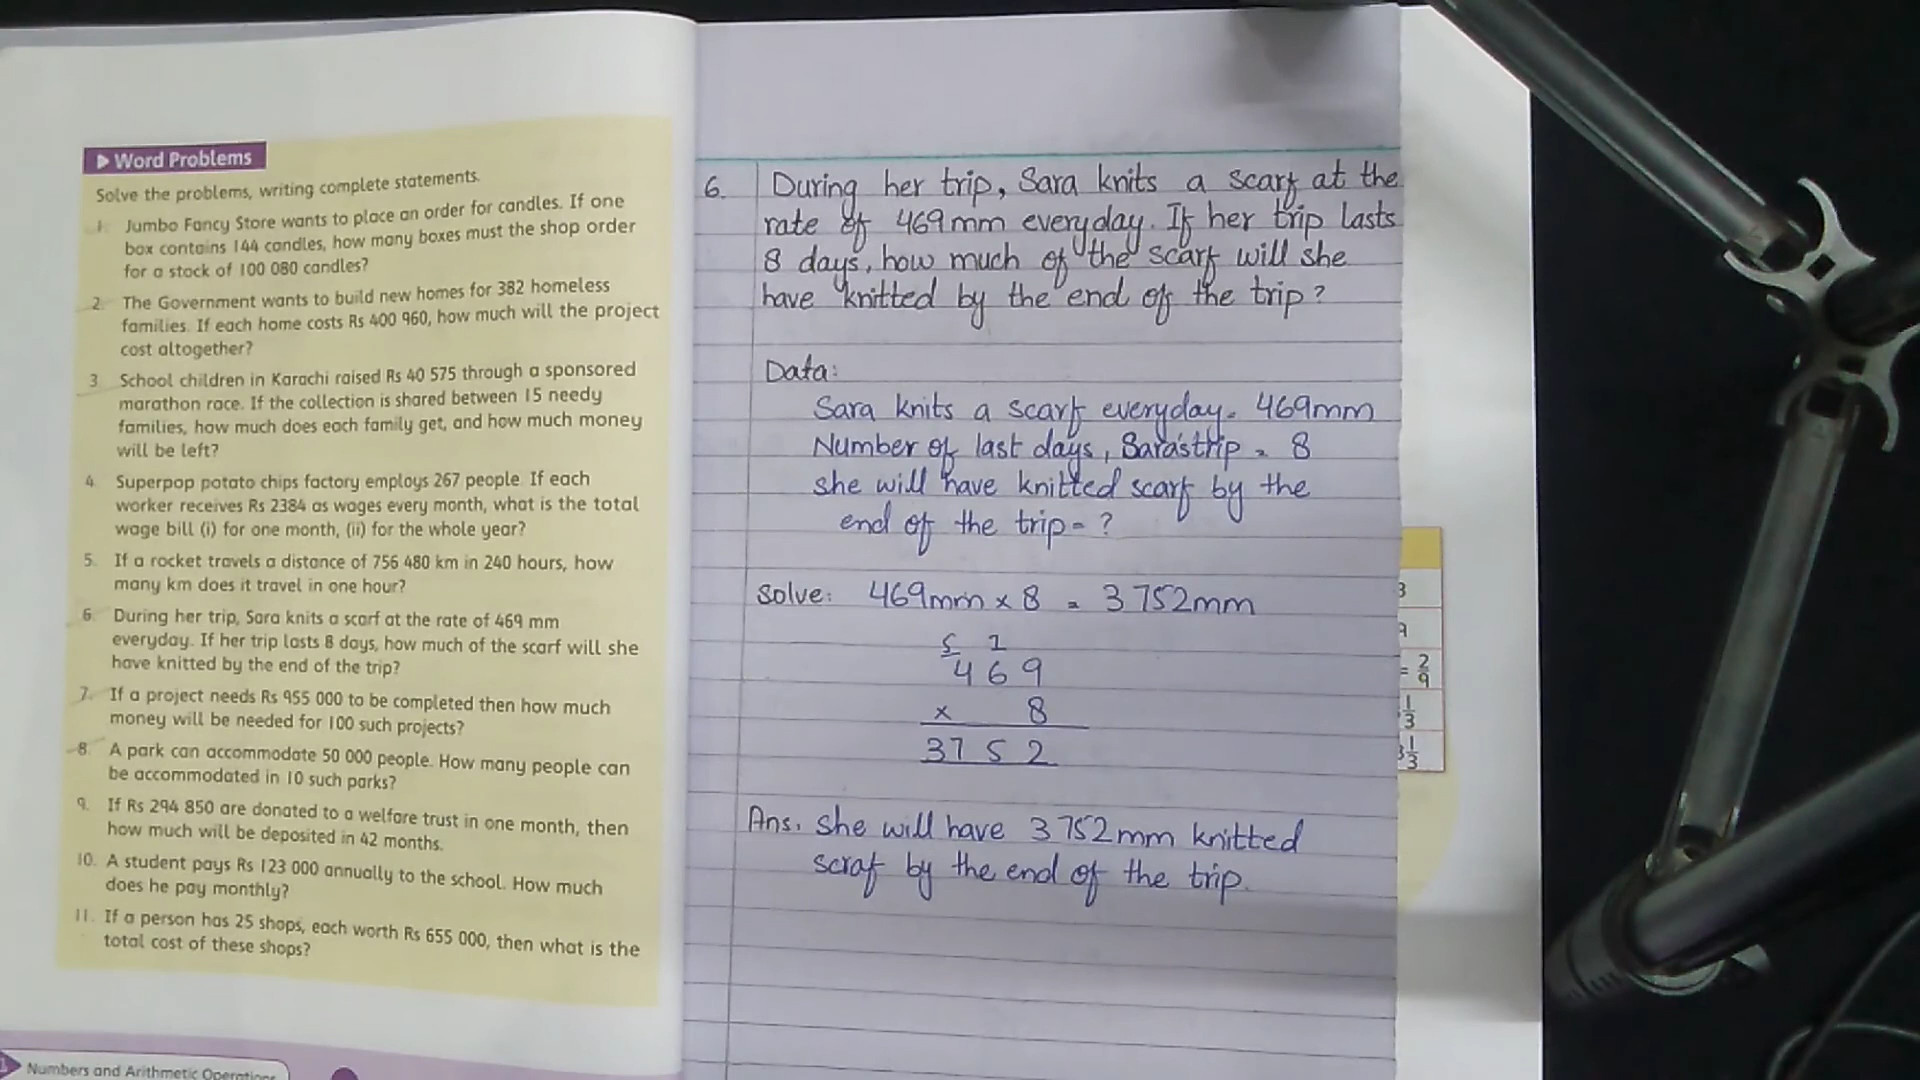 Word Problems
Solve the problems, writing complete statements.
1. Jumbo Fancy Store wants to place an order for candles. If one
box contains 144 candles, how many boxes must the shop order
for a stock of 100 080 candles?
2. The Government wants to build new homes for 382 homeless
families. If each home costs Rs 400 960, how much will the project
cost altogether?
3 School children in Karachi raised Rs 40 575 through a sponsored
marathon race. If the collection is shared between 15 needy
families, how much does each family get, and how much money
will be left?
4. Superpop potato chips factory employs 267 people. If each
worker receives Rs 2384 as wages every month, what is the total
wage bill (i) for one month, (ii) for the whole year?
5. If a rocket travels a distance of 756 480 km in 240 hours, how
many km does it travel in one hour?
6. During her trip, Sara knits a scarf at the rate of 469 mm
everyday. If her trip lasts 8 days, how much of the scarf will she
have knitted by the end of the trip?
7. If a project needs Rs 955 000 to be completed then how much
money will be needed for 100 such projects?
8. A park can accommodate 50 000 people. How many people can
be accommodated in 10 such parks?
9. If Rs 294 850 are donated to a welfare trust in one month, then
how much will be deposited in 42 months.
10. A student pays Rs 123 000 annually to the school. How much
does he pay monthly?
11. If a person has 25 shops, each worth Rs 655 000, then what is the
total cost of these shops?
1 Numbers and Arithmetic Operations
6. During her trip, Sara knits a scarf at the
rate of 469mm everyday. If her trip lasts
8 days, how much of the scarf will she
have knitted by the end of the trip?
Data:
Sara knits a scarf everyday = 469mm
Number of last days, Sara's trip = 8
she will have knitted scarf by the
end of the trip = ?
Solve: 469mm x 8 = 3752mm
5 7
469
x 8
3752
Ans. She will have 3752mm knitted
scraf by the end of the trip.
3
9
= 2/9
1/3
3 1/3